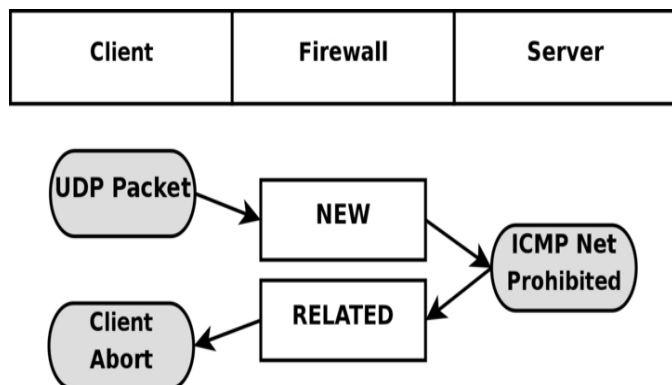 Client
Firewall
Server
UDP Packet
NEW
ICMP Net
Prohibited
RELATED
Client
Abort